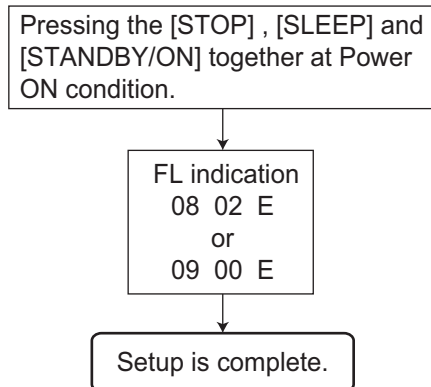 Pressing the [STOP] , [SLEEP] and
[STANDBY/ON] together at Power
ON condition.
FL indication
08 02 E
or
09 00 E
Setup is complete.